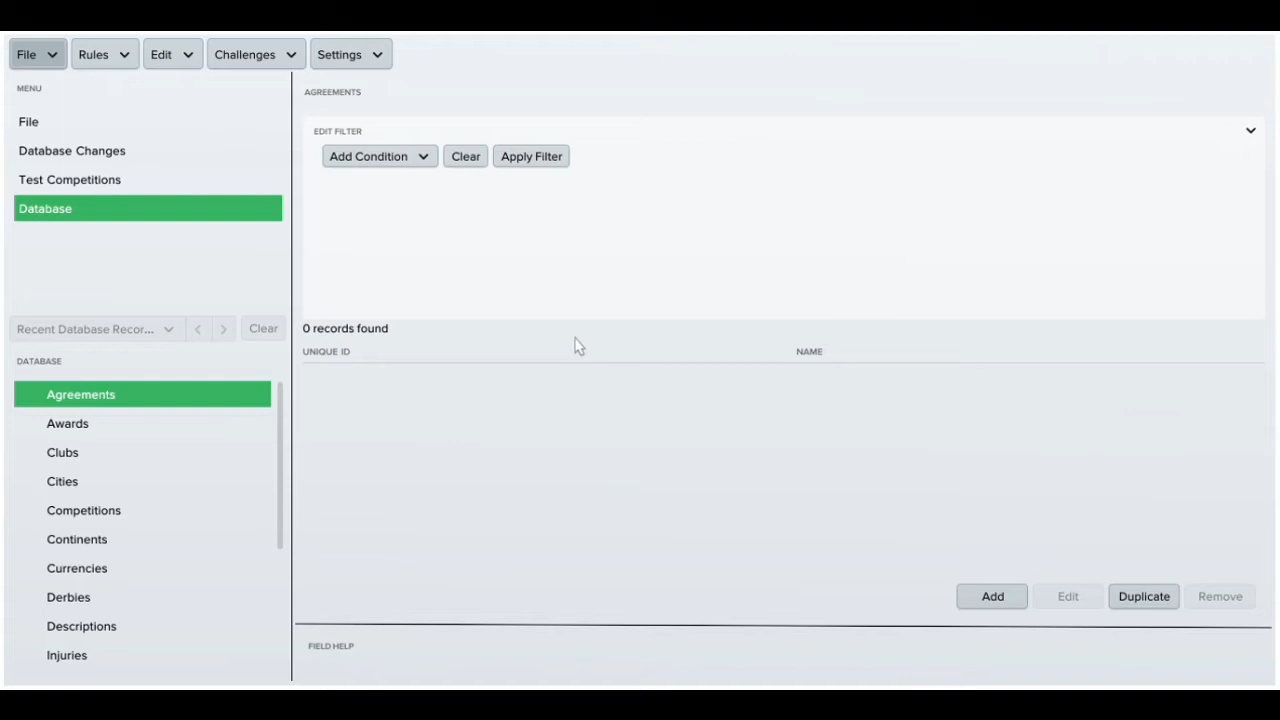 File
Rules
Edit
Challenges
Settings
MENU
File
Database Changes
Test Competitions
Database
Recent Database Recor...
Clear
DATABASE
Agreements
Awards
Clubs
Cities
Competitions
Continents
Currencies
Derbies
Descriptions
Injuries
AGREEMENTS
EDIT FILTER
Add Condition
Clear
Apply Filter
0 records found
UNIQUE ID
NAME
Add
Edit
Duplicate
Remove
FIELD HELP